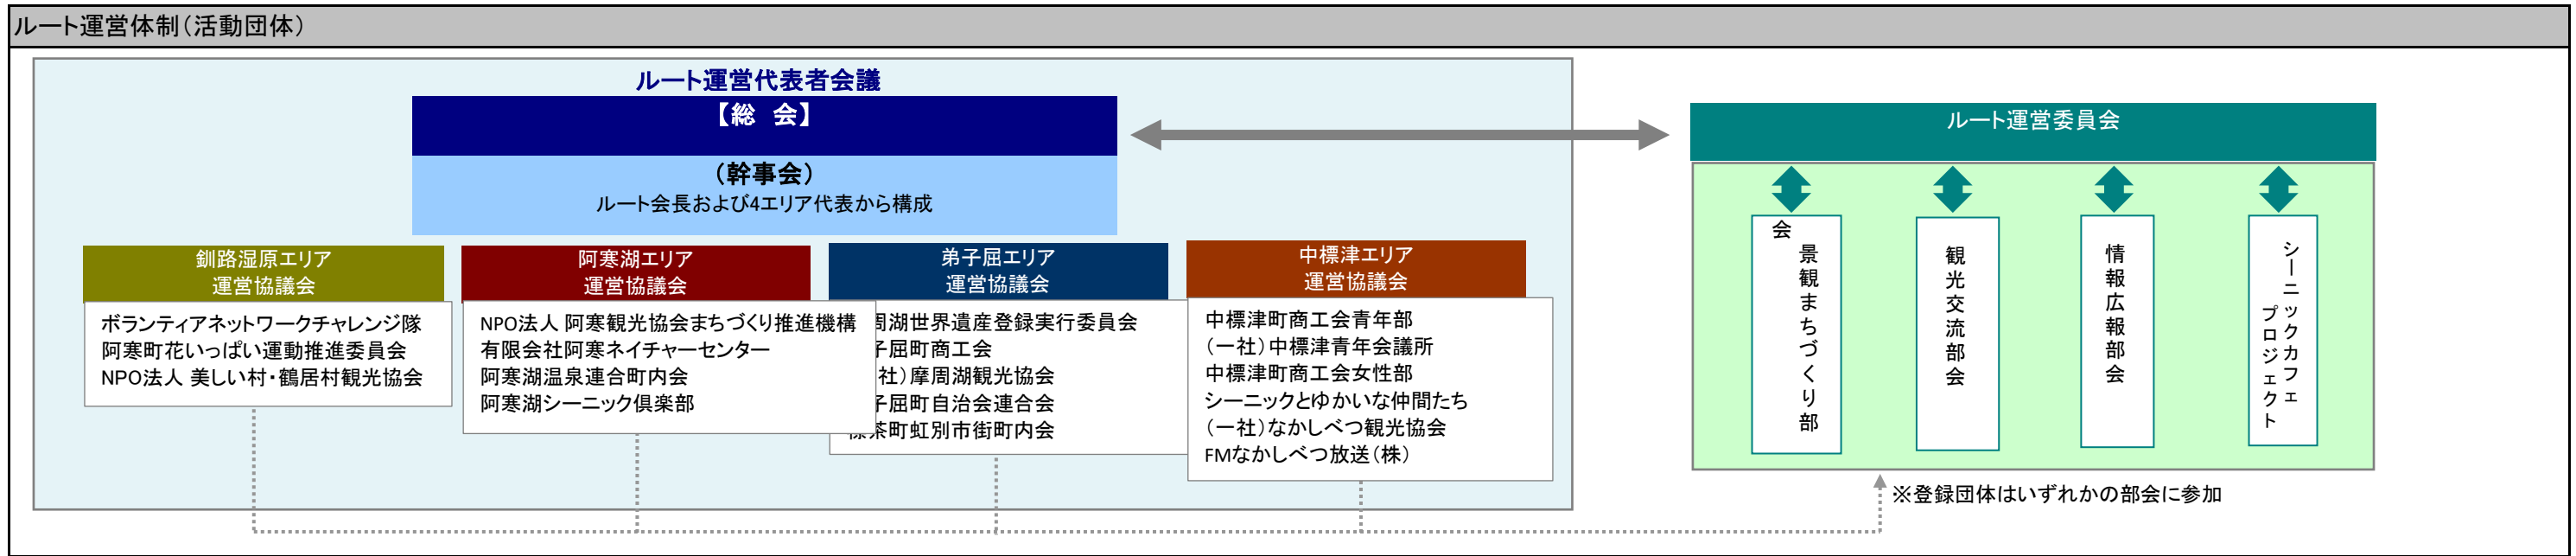 ルート運営体制（活動団体）
ルート運営代表者会議
【総　会】
（幹事会）
ルート会長および4エリア代表から構成
釧路湿原エリア
運営協議会
ボランティアネットワークチャレンジ隊
阿寒町花いっぱい運動推進委員会
NPO法人 美しい村・鶴居村観光協会
阿寒湖エリア
運営協議会
NPO法人 阿寒観光協会まちづくり推進機構
有限会社阿寒ネイチャーセンター
阿寒湖温泉連合町内会
阿寒湖シーニック倶楽部
弟子屈エリア
運営協議会
周湖世界遺産登録実行委員会
子屈町商工会
社）摩周湖観光協会
子屈町自治会連合会
茶町虹別市街町内会
中標津エリア
運営協議会
中標津町商工会青年部
（一社）中標津青年会議所
中標津町商工会女性部
シーニックとゆかいな仲間たち
（一社）なかしべつ観光協会
FMなかしべつ放送（株）
ルート運営委員会
景観まちづくり部
会
観光交流部会
情報広報部会
シーニックカフェ
プロジェクト
※登録団体はいずれかの部会に参加